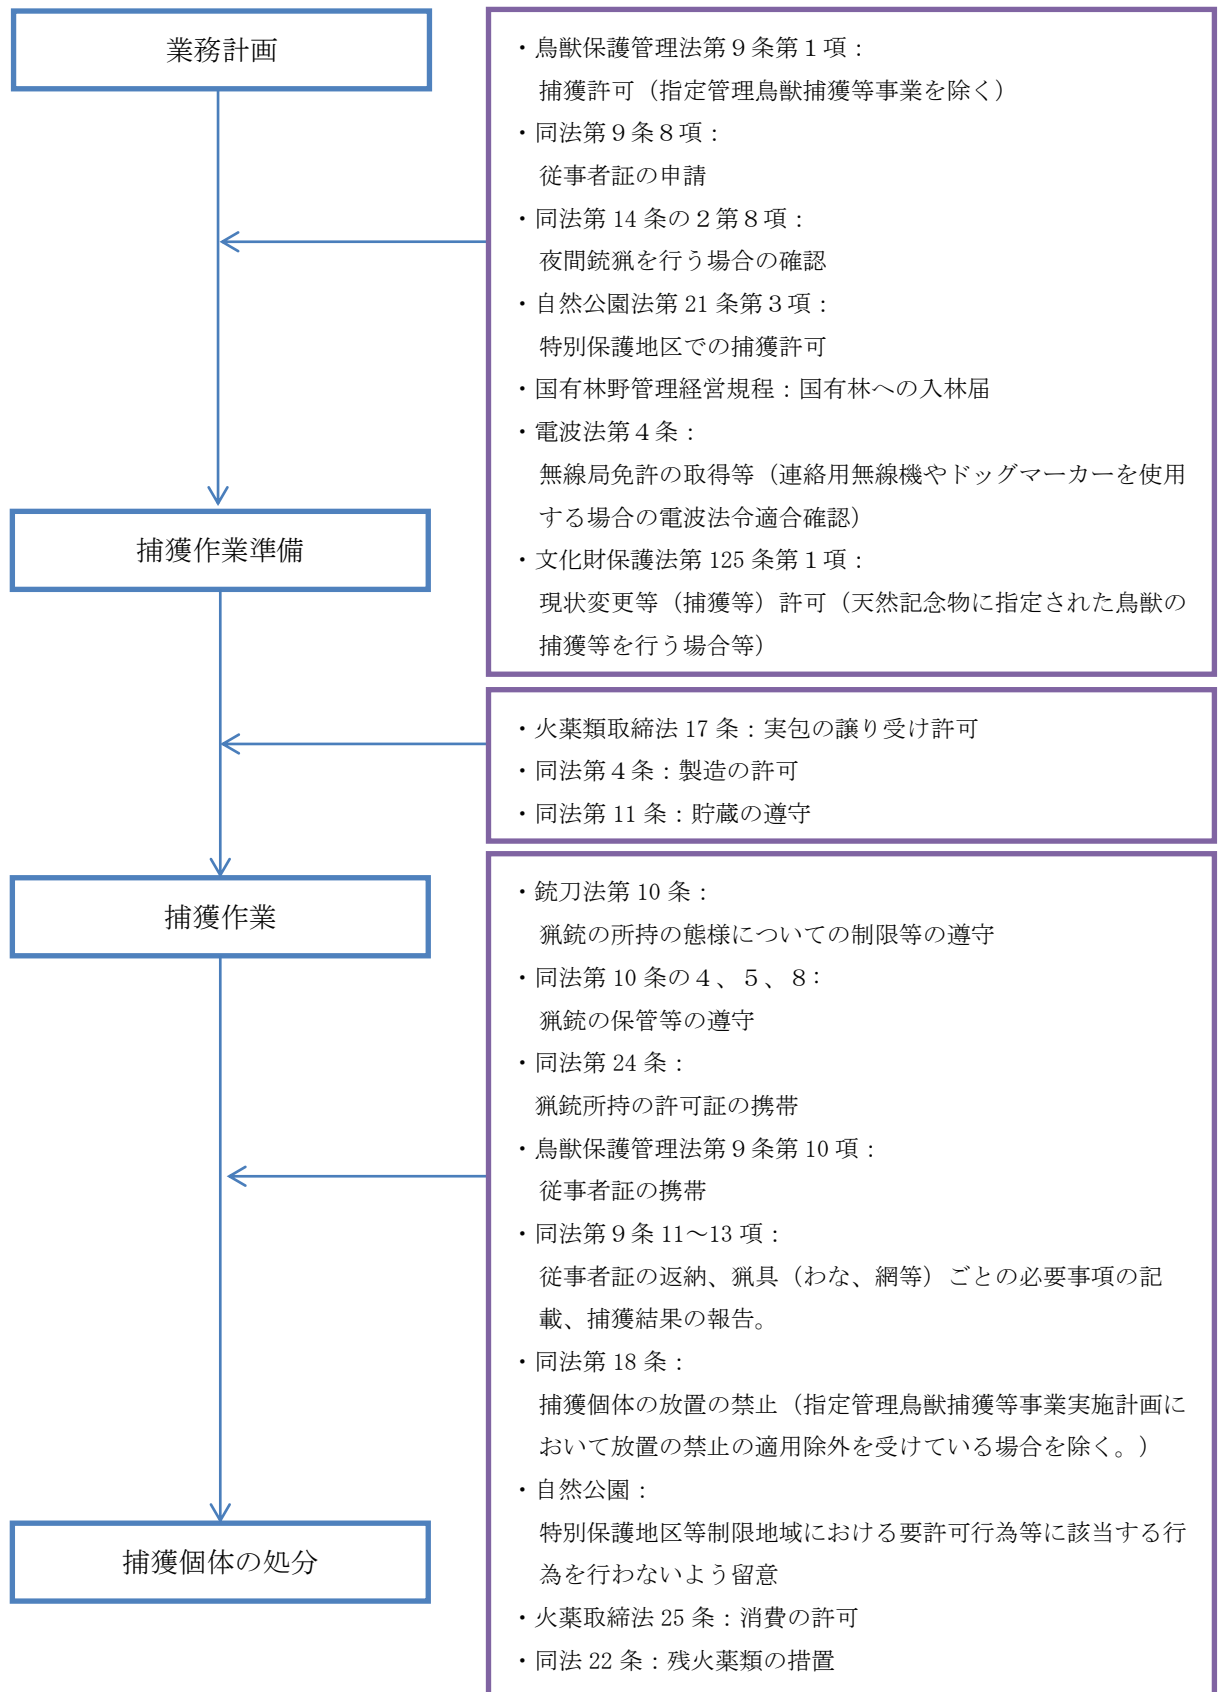 業務計画
・鳥獣保護管理法第９条第１項：
捕獲許可（指定管理鳥獣捕獲等事業を除く）
・同法第９条８項：
従事者証の申請
・同法第 14 条の２第８項：
夜間銃猟を行う場合の確認
・自然公園法第 21 条第３項：
特別保護地区での捕獲許可
・国有林野管理経営規程：国有林への入林届
・電波法第４条：
無線局免許の取得等（連絡用無線機やドッグマーカーを使用
する場合の電波法令適合確認）
・文化財保護法第 125 条第１項：
現状変更等（捕獲等）許可（天然記念物に指定された鳥獣の
捕獲等を行う場合等）
捕獲作業準備
・火薬類取締法 17 条：実包の譲り受け許可
・同法第４条：製造の許可
・同法第 11 条：貯蔵の遵守
捕獲作業
・銃刀法第 10 条：
猟銃の所持の態様についての制限等の遵守
・同法第 10 条の４、５、８：
猟銃の保管等の遵守
・同法第 24 条：
猟銃所持の許可証の携帯
・鳥獣保護管理法第９条第 10 項：
従事者証の携帯
・同法第９条 11～13 項：
従事者証の返納、猟具（わな、網等）ごとの必要事項の記
載、捕獲結果の報告。
・同法第 18 条：
捕獲個体の放置の禁止（指定管理鳥獣捕獲等事業実施計画に
おいて放置の禁止の適用除外を受けている場合を除く。）
・自然公園：
特別保護地区等制限地域における要許可行為等に該当する行
為を行わないよう留意
・火薬取締法 25 条：消費の許可
・同法 22 条：残火薬類の措置
捕獲個体の処分